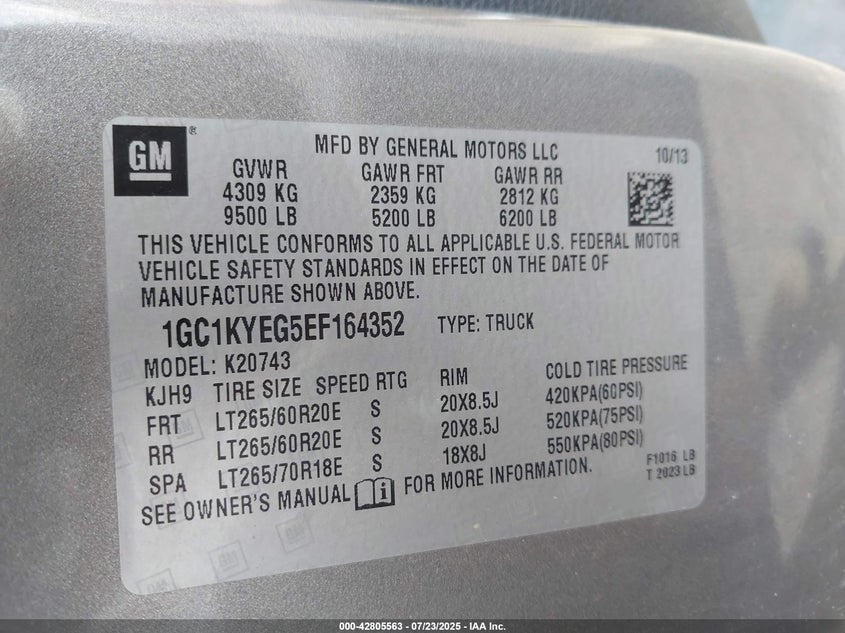 GM ®
MFD BY GENERAL MOTORS LLC 10/13
GVWR GAWR FRT GAWR RR
4309 KG 2359 KG 2812 KG
9500 LB 5200 LB 6200 LB
THIS VEHICLE CONFORMS TO ALL APPLICABLE U.S. FEDERAL MOTOR
VEHICLE SAFETY STANDARDS IN EFFECT ON THE DATE OF
MANUFACTURE SHOWN ABOVE.
1GC1KYEG5EF164352 TYPE: TRUCK
MODEL: K20743
KJH9 TIRE SIZE SPEED RTG RIM COLD TIRE PRESSURE
FRT LT265/60R20E S 20X8.5J 420KPA(60PSI)
RR LT265/60R20E S 20X8.5J 520KPA(75PSI)
SPA LT265/70R18E S 18X8J 550KPA(80PSI)
SEE OWNER'S MANUAL i FOR MORE INFORMATION.
F1016 LB
T 2023 LB
000-42805563 / 07/23/2025 - IAA Inc.